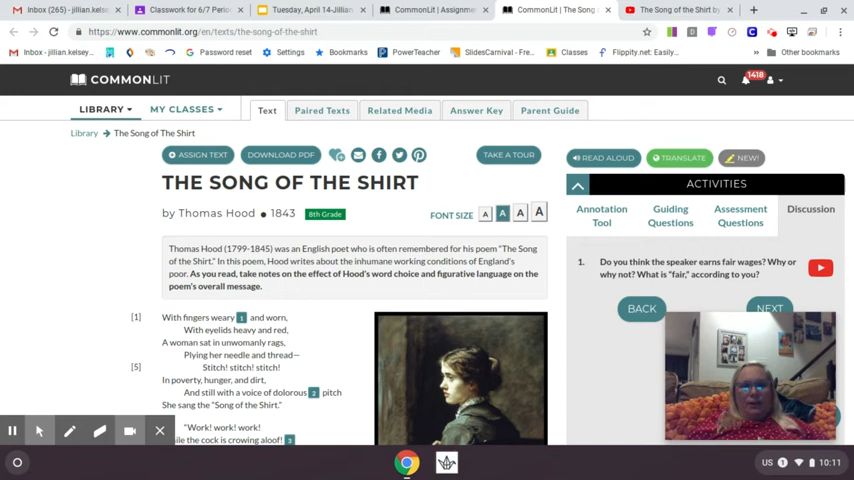 Inbox (265) - jillian.kelsey
Classwork for 6/7 Perio
Tuesday, April 14-Jillian
CommonLit | Assignme
CommonLit | The Song
The Song of the Shirt by
https://www.commonlit.org/en/texts/the-song-of-the-shirt
Inbox - jillian.kelsey...
Password reset
Settings
Bookmarks
PowerTeacher
SlidesCarnival - Fre...
Classes
Flippity.net: Easily...
Other bookmarks
COMMONLIT
1418
LIBRARY
MY CLASSES
Text
Paired Texts
Related Media
Answer Key
Parent Guide
Library → The Song of The Shirt
ASSIGN TEXT
DOWNLOAD PDF
TAKE A TOUR
READ ALOUD
TRANSLATE
NEW!
THE SONG OF THE SHIRT
by Thomas Hood ● 1843 8th Grade
FONT SIZE A A A A
Thomas Hood (1799-1845) was an English poet who is often remembered for his poem "The Song
of the Shirt." In this poem, Hood writes about the inhumane working conditions of England's
poor. As you read, take notes on the effect of Hood's word choice and figurative language on the
poem's overall message.
[1] With fingers weary 1 and worn,
With eyelids heavy and red,
A woman sat in unwomanly rags,
Plying her needle and thread—
[5] Stitch! stitch! stitch!
In poverty, hunger, and dirt,
And still with a voice of dolorous 2 pitch
She sang the "Song of the Shirt."
"Work! work! work!
ile the cock is crowing aloof! 3
ACTIVITIES
Annotation Tool
Guiding Questions
Assessment Questions
Discussion
1. Do you think the speaker earns fair wages? Why or
why not? What is "fair," according to you?
BACK
NEXT
US 1 10:11